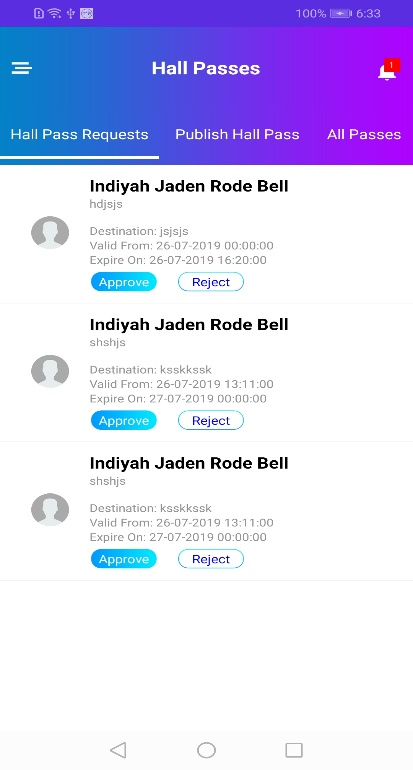 100% 6:33
Hall Passes
1
Hall Pass Requests Publish Hall Pass All Passes
Indiyah Jaden Rode Bell
hdjsjs
Destination: jsjsjs
Valid From: 26-07-2019 00:00:00
Expire On: 26-07-2019 16:20:00
Approve Reject
Indiyah Jaden Rode Bell
shshjs
Destination: ksskkssk
Valid From: 26-07-2019 13:11:00
Expire On: 27-07-2019 00:00:00
Approve Reject
Indiyah Jaden Rode Bell
shshjs
Destination: ksskkssk
Valid From: 26-07-2019 13:11:00
Expire On: 27-07-2019 00:00:00
Approve Reject